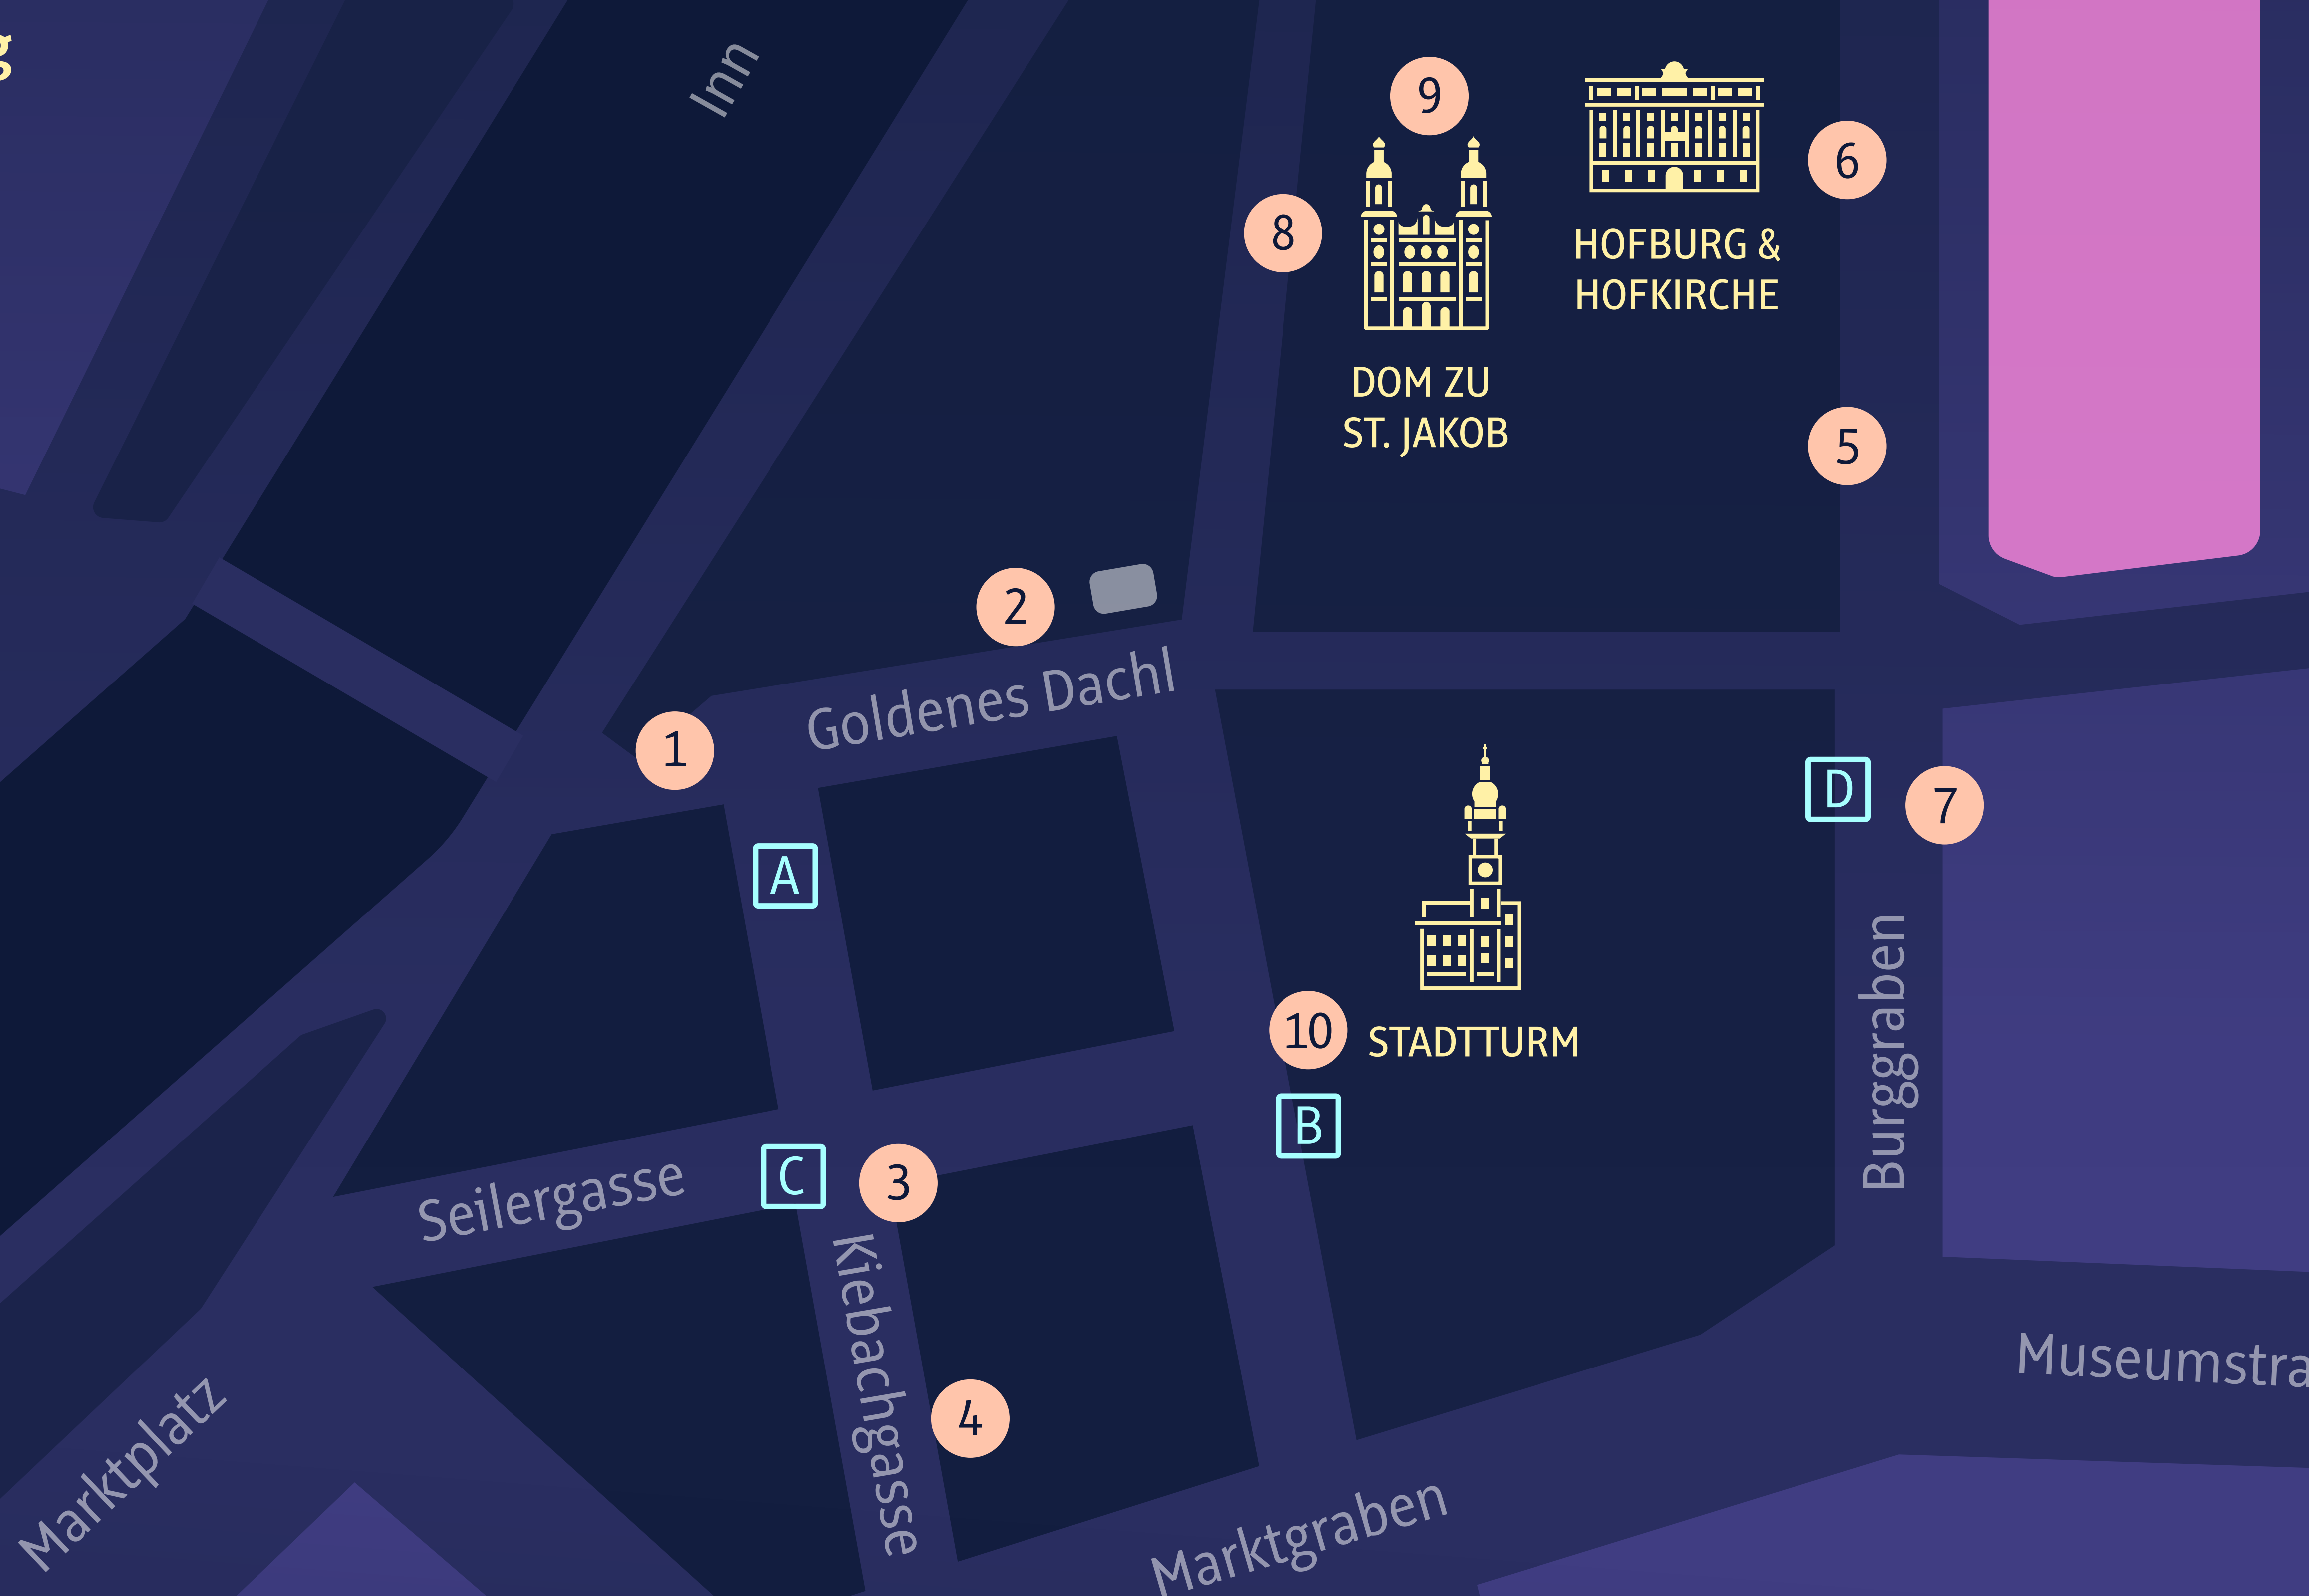 Inn
9
6
8
HOFBURG &
HOFKIRCHE
DOM ZU
ST. JAKOB
5
2
Goldenes Dachl
1
D
7
A
10
STADTTURM
B
Burggraben
C
3
Seilergasse
Kiebachgasse
4
Museumstra
Marktplatz
Marktgraben